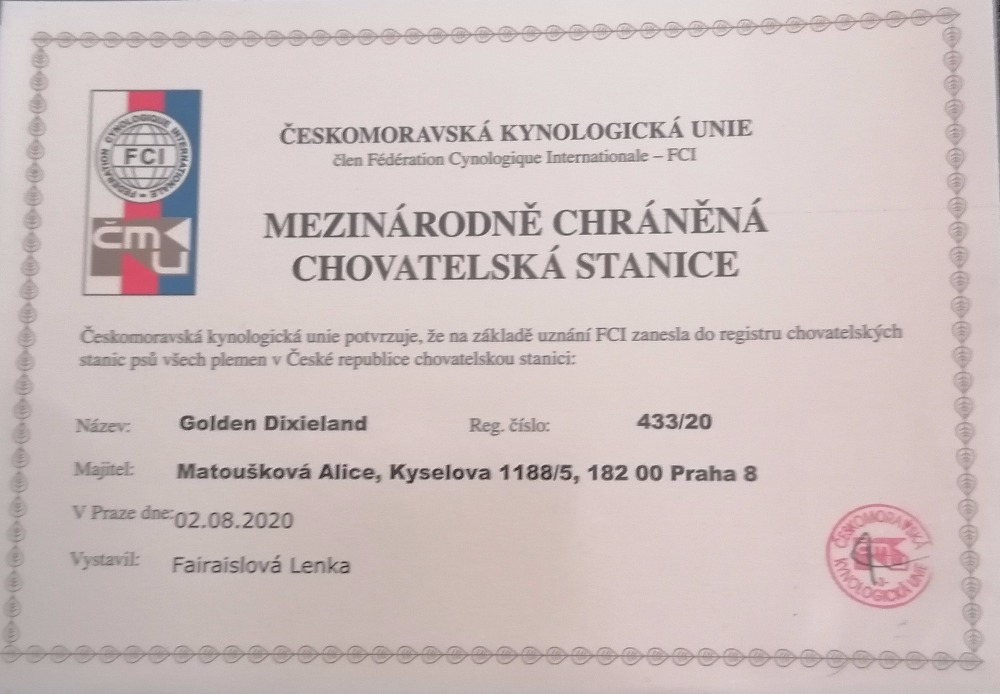 FEDERATION CYNOLOGIQUE INTERNATIONALE
FCI
čmku
ČESKOMORAVSKÁ KYNOLOGICKÁ UNIE
člen Fédération Cynologique Internationale – FCI
MEZINÁRODNĚ CHRÁNĚNÁ
CHOVATELSKÁ STANICE
Českomoravská kynologická unie potvrzuje, že na základě uznání FCI zanesla do registru chovatelských
stanic psů všech plemen v České republice chovatelskou stanici:
Název: Golden Dixieland Reg. číslo: 433/20
Majitel: Matoušková Alice, Kyselova 1188/5, 182 00 Praha 8
V Praze dne: 02.08.2020
Vystavil: Fairaislová Lenka
ČESKOMORAVSKÁ
KYNOLOGICKÁ UNIE